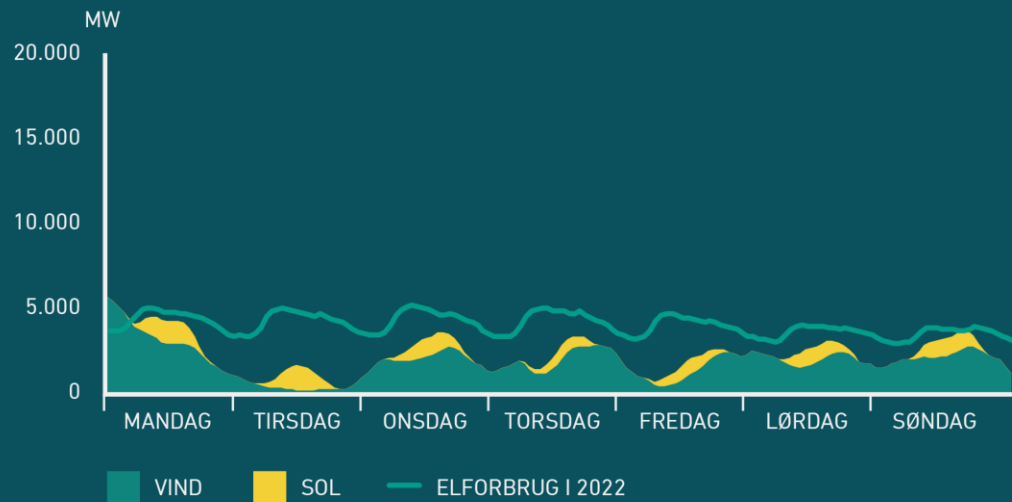 MW
20.000
15.000
10.000
5.000
0
MANDAG TIRSDAG ONSDAG TORSDAG FREDAG LØRDAG SØNDAG
VIND SOL ELFORBRUG I 2022